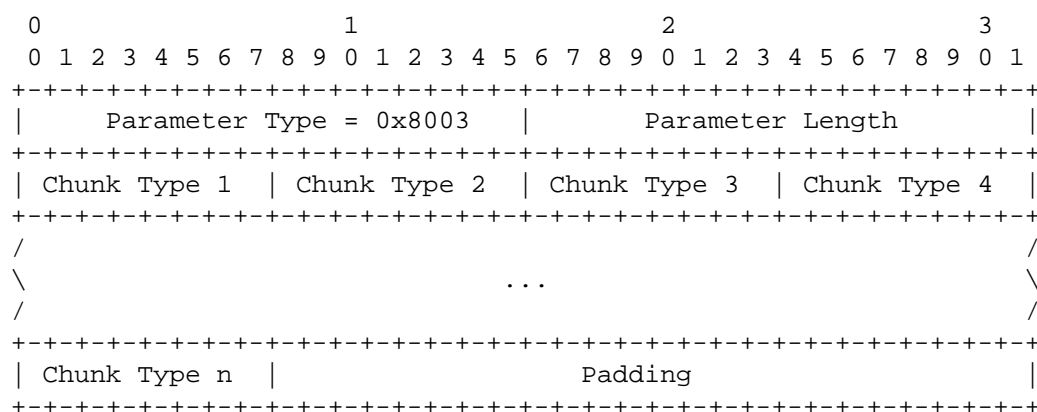 0                   1                   2                   3
 0 1 2 3 4 5 6 7 8 9 0 1 2 3 4 5 6 7 8 9 0 1 2 3 4 5 6 7 8 9 0 1
+-+-+-+-+-+-+-+-+-+-+-+-+-+-+-+-+-+-+-+-+-+-+-+-+-+-+-+-+-+-+-+-+
|     Parameter Type = 0x8003   |       Parameter Length        |
+-+-+-+-+-+-+-+-+-+-+-+-+-+-+-+-+-+-+-+-+-+-+-+-+-+-+-+-+-+-+-+-+
| Chunk Type 1  | Chunk Type 2  | Chunk Type 3  | Chunk Type 4  |
+-+-+-+-+-+-+-+-+-+-+-+-+-+-+-+-+-+-+-+-+-+-+-+-+-+-+-+-+-+-+-+-+
/                                                               /
\                              ...                              \
/                                                               /
+-+-+-+-+-+-+-+-+-+-+-+-+-+-+-+-+-+-+-+-+-+-+-+-+-+-+-+-+-+-+-+-+
| Chunk Type n  |                   Padding                     |
+-+-+-+-+-+-+-+-+-+-+-+-+-+-+-+-+-+-+-+-+-+-+-+-+-+-+-+-+-+-+-+-+